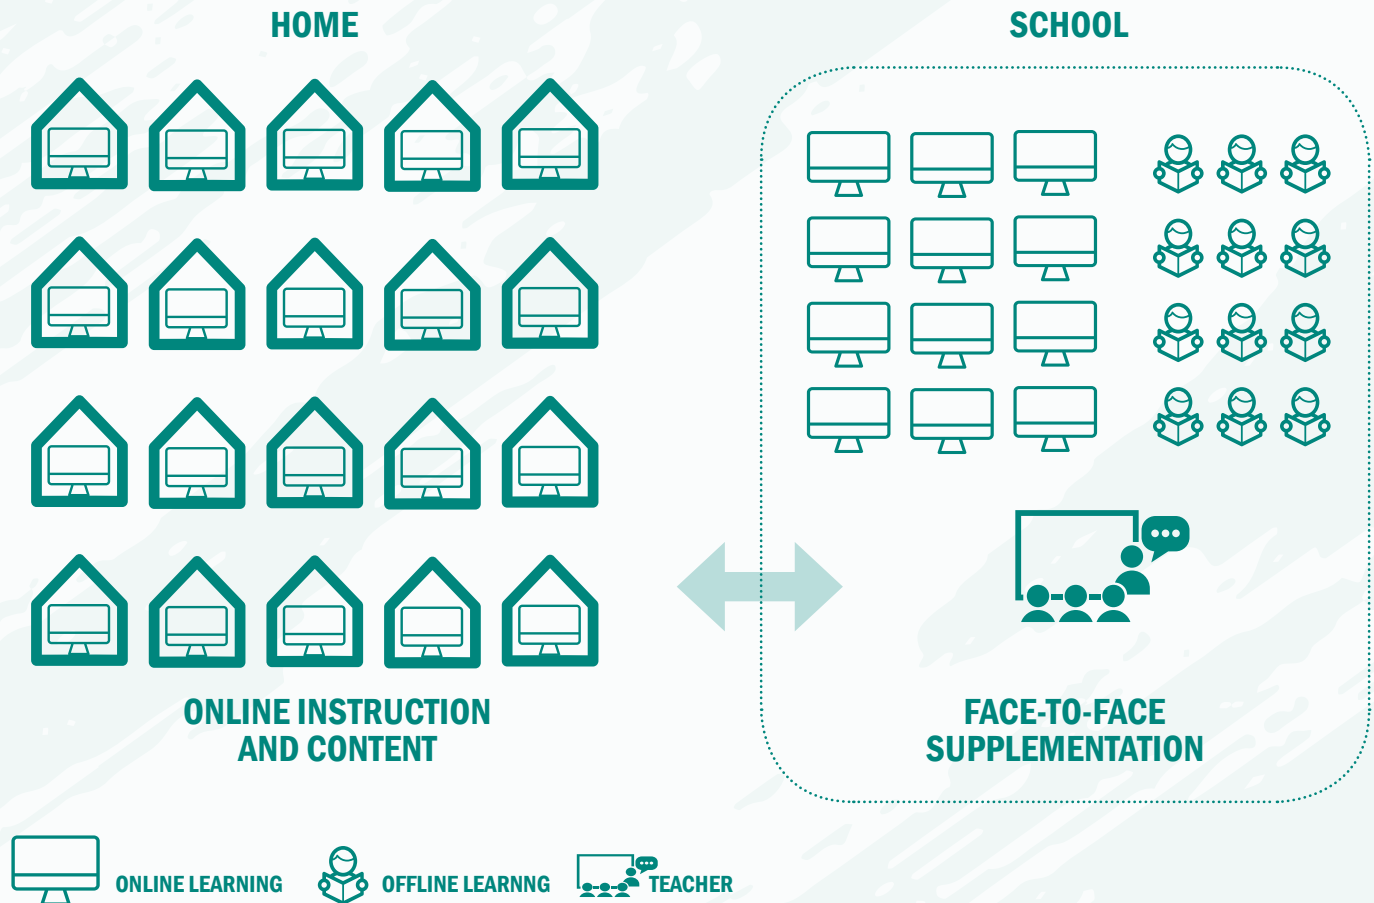 HOME
SCHOOL
ONLINE INSTRUCTION
AND CONTENT
FACE-TO-FACE
SUPPLEMENTATION
ONLINE LEARNING
OFFLINE LEARNNG
TEACHER